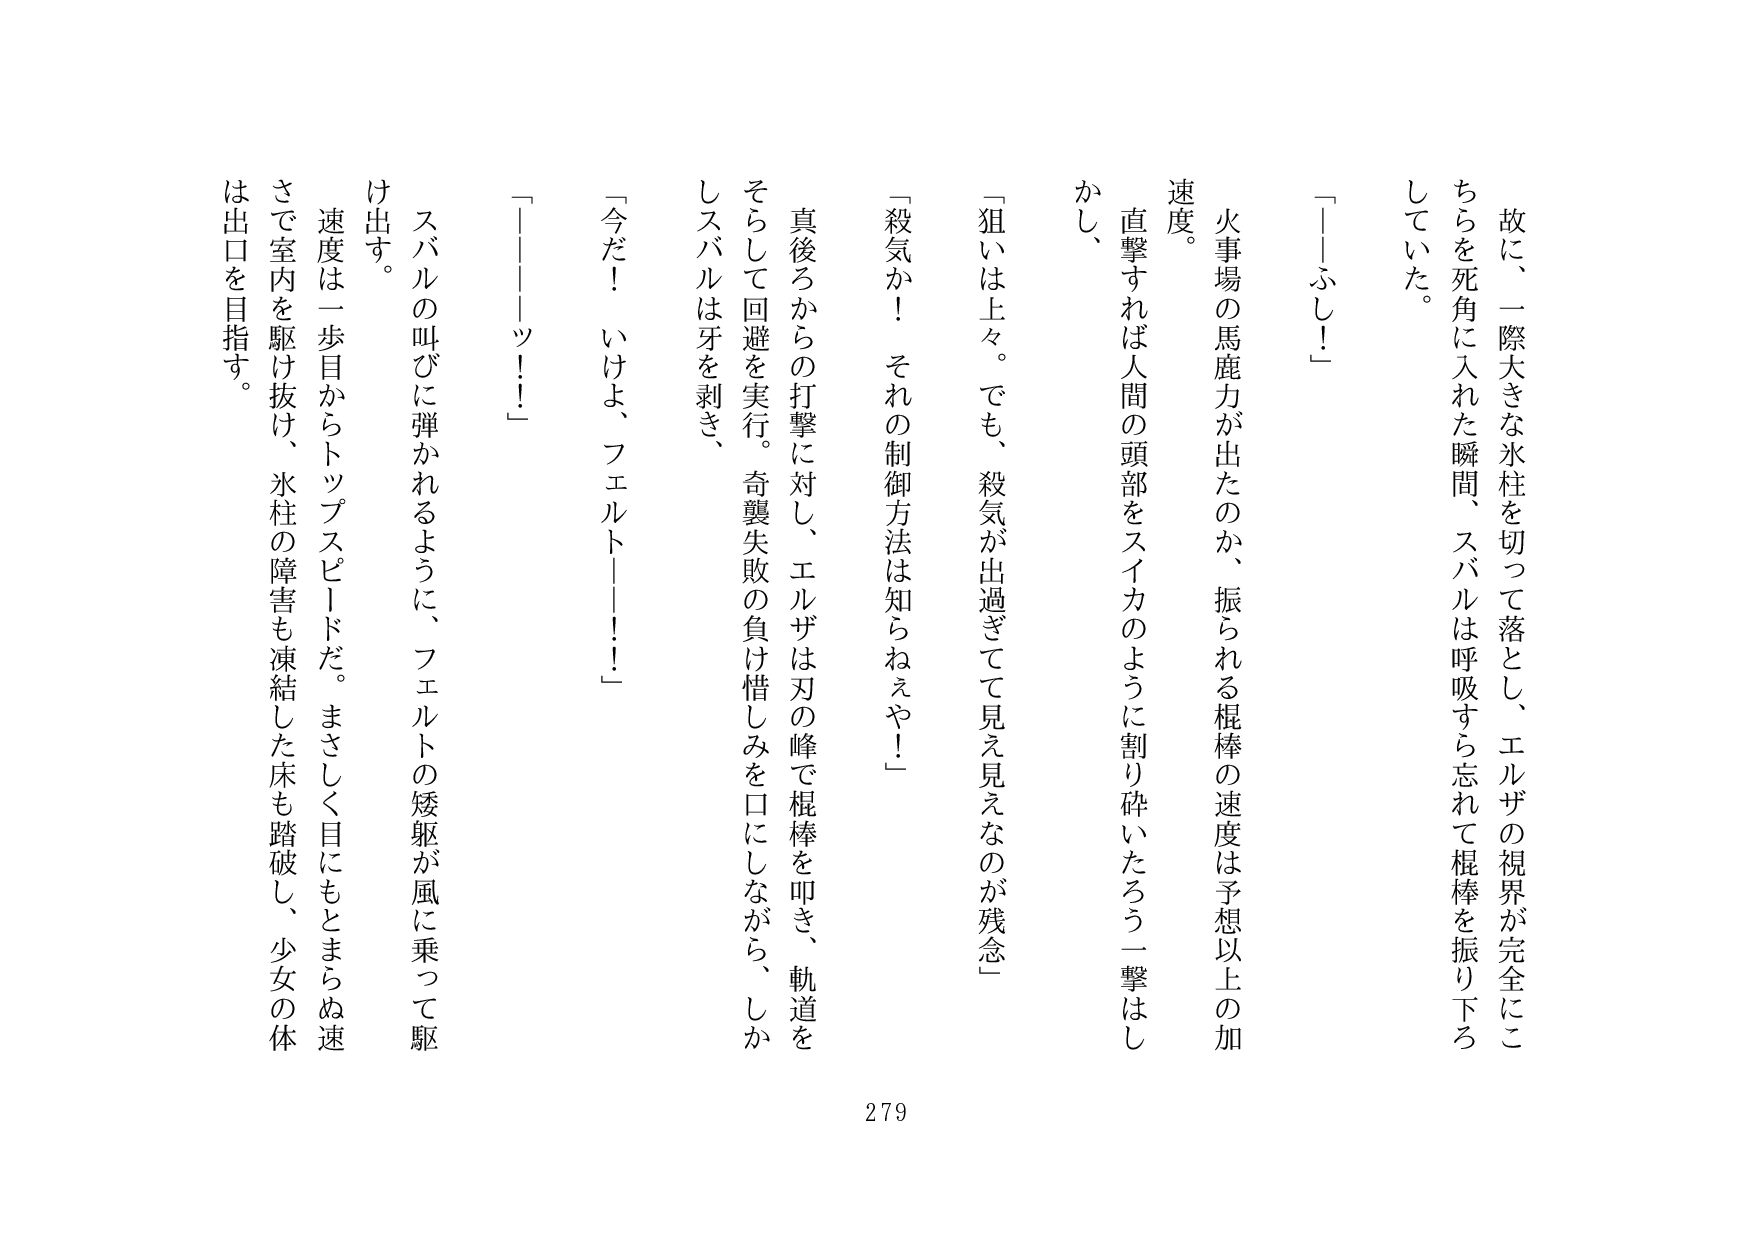 故に、一際大きな氷柱を切って落とし、エルザの視界が完全にこ
ちらを死角に入れた瞬間、スバルは呼吸すら忘れて棍棒を振り下ろ
していた。
「――ふし！」
　火事場の馬鹿力が出たのか、振られる棍棒の速度は予想以上の加
速度。
　直撃すれば人間の頭部をスイカのように割り砕いたろう一撃はし
かし、
「狙いは上々。でも、殺気が出過ぎてて見え見えなのが残念」
「殺気か！　それの制御方法は知らねぇや！」
　真後ろからの打撃に対し、エルザは刃の峰で棍棒を叩き、軌道を
そらして回避を実行。奇襲失敗の負け惜しみを口にしながら、しか
しスバルは牙を剥き、
「今だ！　いけよ、フェルト――！！」
「――――ッ！！」
　スバルの叫びに弾かれるように、フェルトの矮躯が風に乗って駆
け出す。
　速度は一歩目からトップスピードだ。まさしく目にもとまらぬ速
さで室内を駆け抜け、氷柱の障害も凍結した床も踏破し、少女の体
は出口を目指す。
279